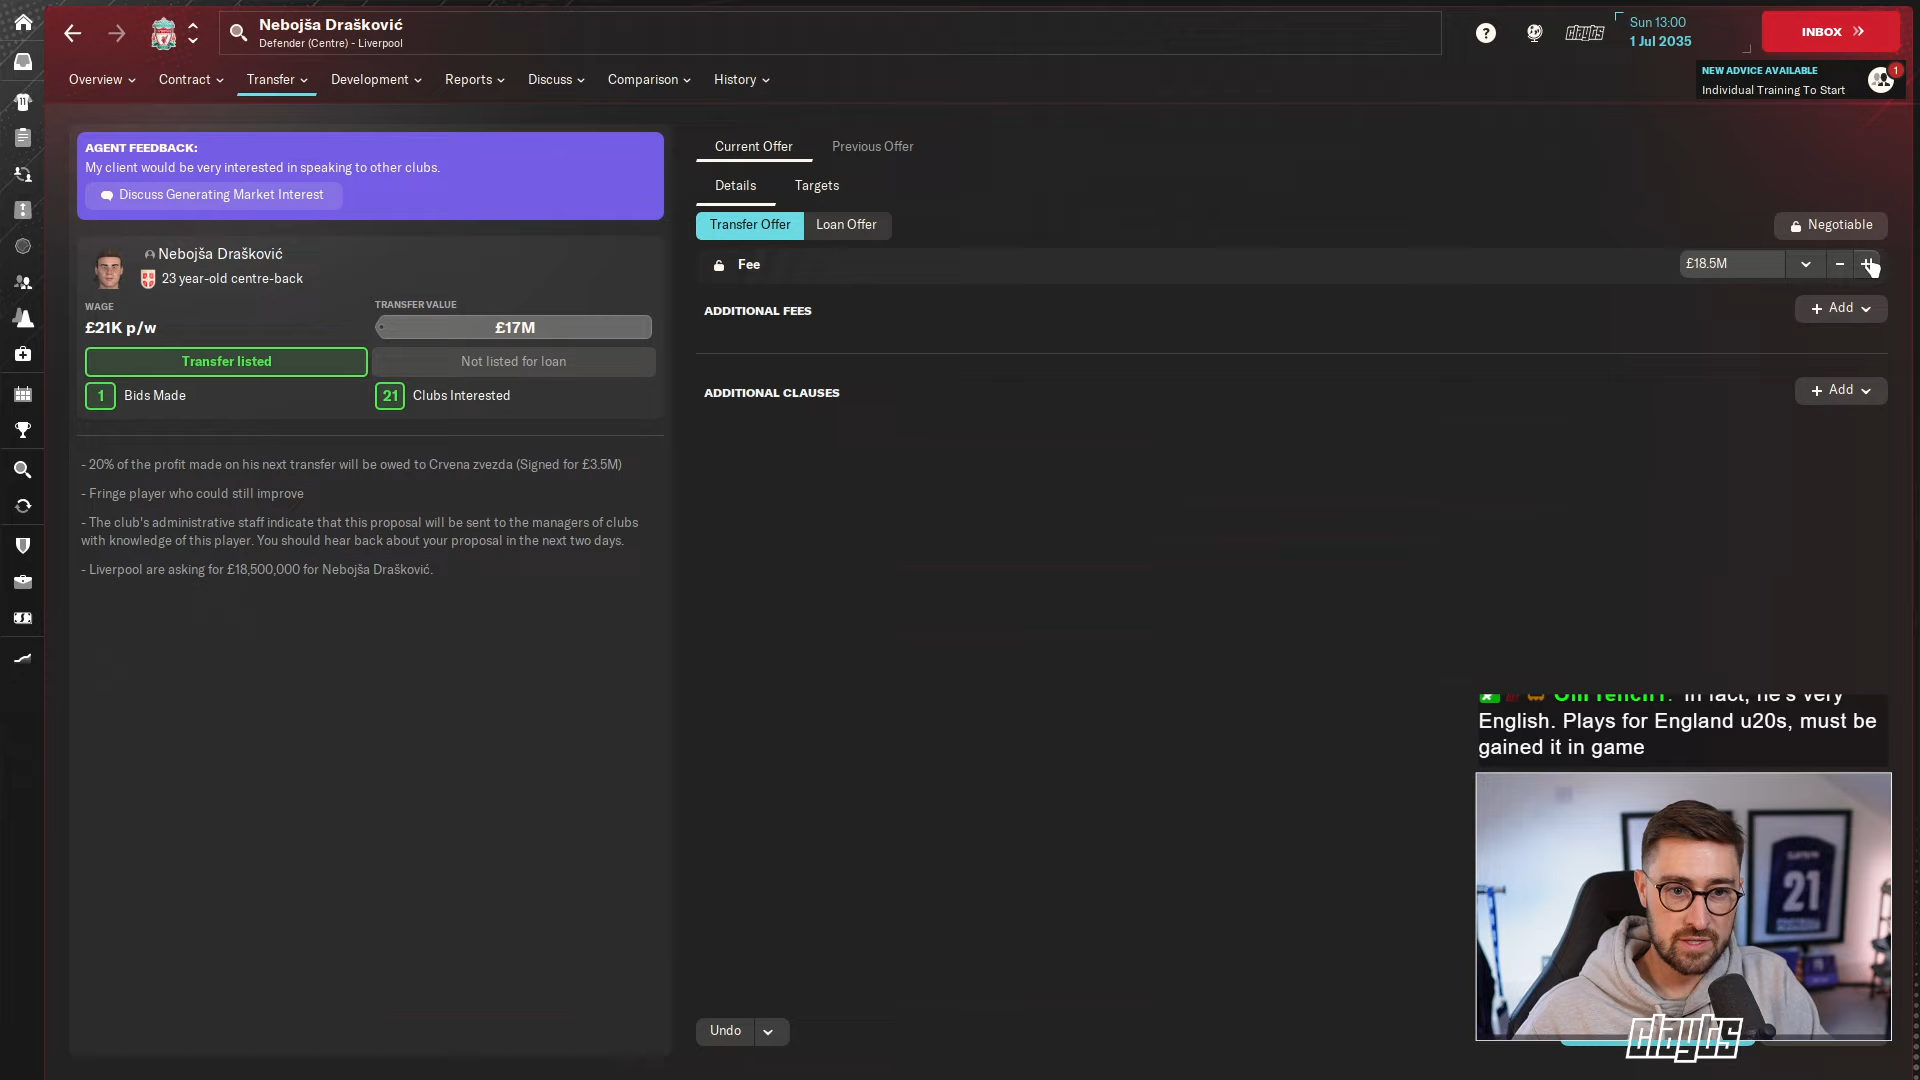 Nebojša Drašković
Defender (Centre) - Liverpool
Sun 13:00
1 Jul 2035
INBOX
Overview
Contract
Transfer
Development
Reports
Discuss
Comparison
History
NEW ADVICE AVAILABLE
Individual Training To Start
1
AGENT FEEDBACK:
My client would be very interested in speaking to other clubs.
Discuss Generating Market Interest
Nebojša Drašković
23 year-old centre-back
WAGE
£21K p/w
TRANSFER VALUE
£17M
Transfer listed
Not listed for loan
1 Bids Made
21 Clubs Interested
- 20% of the profit made on his next transfer will be owed to Crvena zvezda (Signed for £3.5M)
- Fringe player who could still improve
- The club's administrative staff indicate that this proposal will be sent to the managers of clubs
with knowledge of this player. You should hear back about your proposal in the next two days.
- Liverpool are asking for £18,500,000 for Nebojša Drašković.
Current Offer
Previous Offer
Details
Targets
Transfer Offer
Loan Offer
Negotiable
Fee
£18.5M
ADDITIONAL FEES
+ Add
ADDITIONAL CLAUSES
+ Add
Undo
In fact, he's very
English. Plays for England u20s, must be
gained it in game
21
clayts